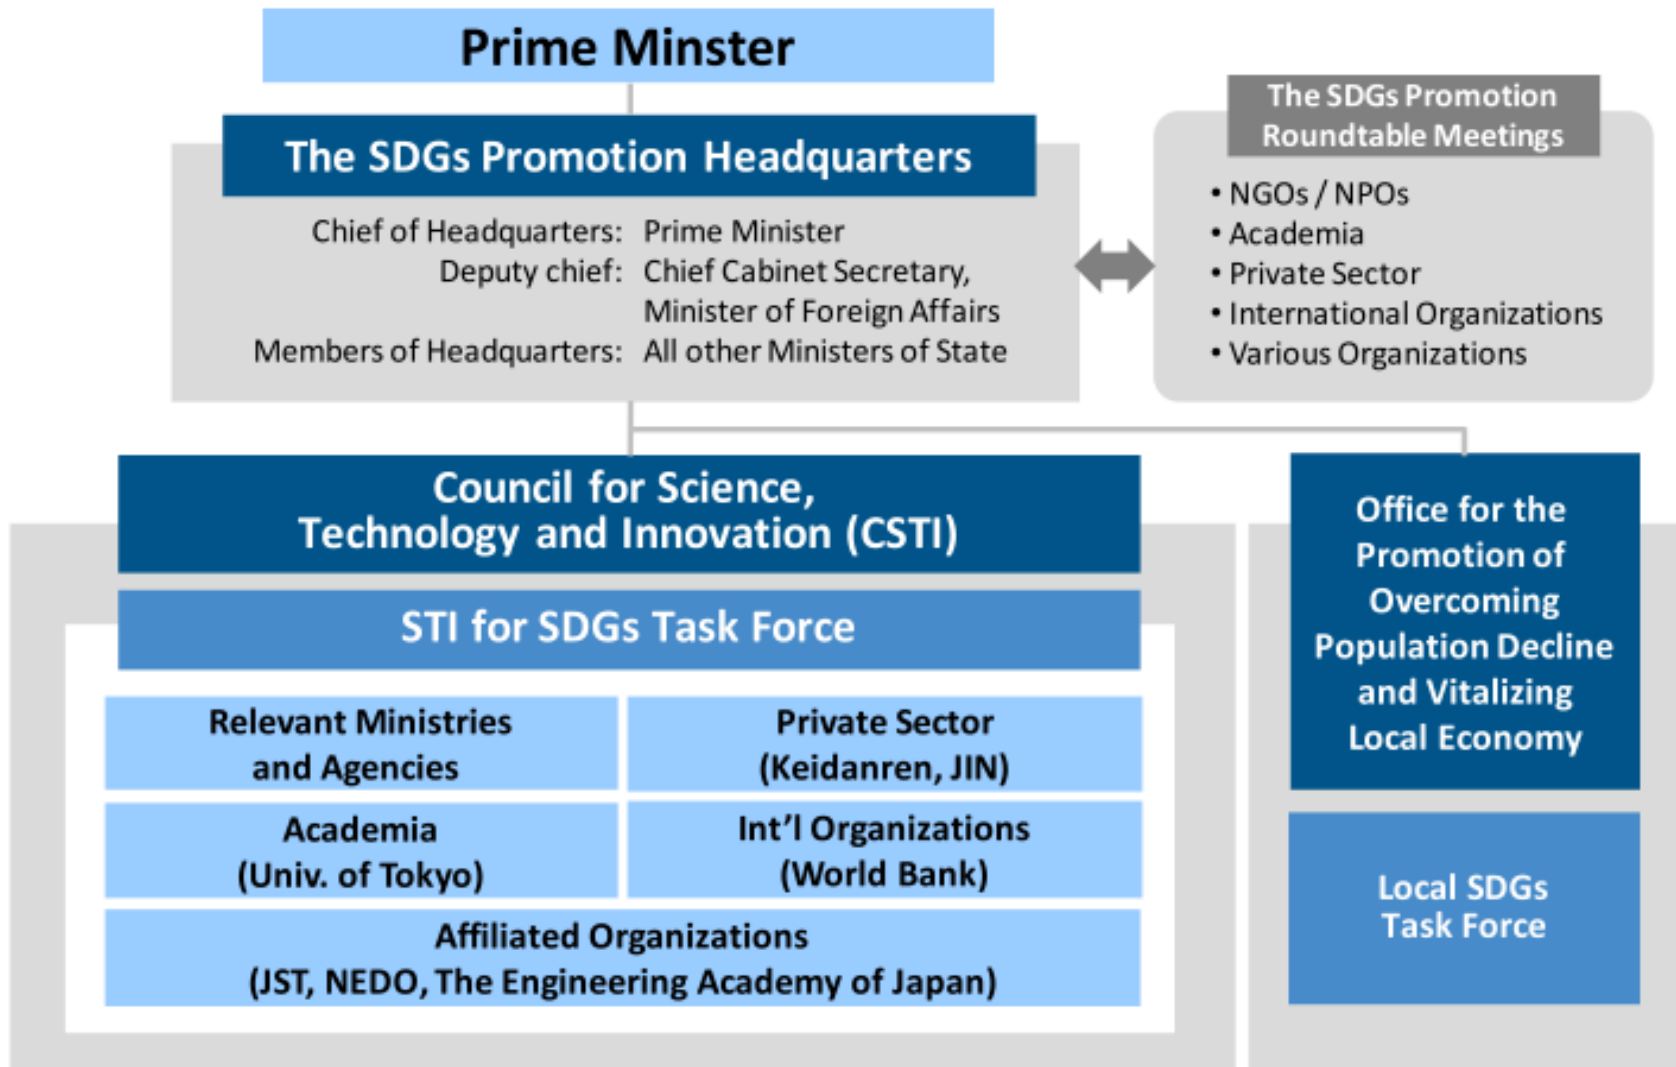 Prime Minster
The SDGs Promotion Headquarters
Chief of Headquarters: Prime Minister
Deputy chief: Chief Cabinet Secretary,
Minister of Foreign Affairs
Members of Headquarters: All other Ministers of State
The SDGs Promotion
Roundtable Meetings
• NGOs / NPOs
• Academia
• Private Sector
• International Organizations
• Various Organizations
Council for Science,
Technology and Innovation (CSTI)
STI for SDGs Task Force
Relevant Ministries
and Agencies
Private Sector
(Keidanren, JIN)
Academia
(Univ. of Tokyo)
Int'l Organizations
(World Bank)
Affiliated Organizations
(JST, NEDO, The Engineering Academy of Japan)
Office for the
Promotion of
Overcoming
Population Decline
and Vitalizing
Local Economy
Local SDGs
Task Force